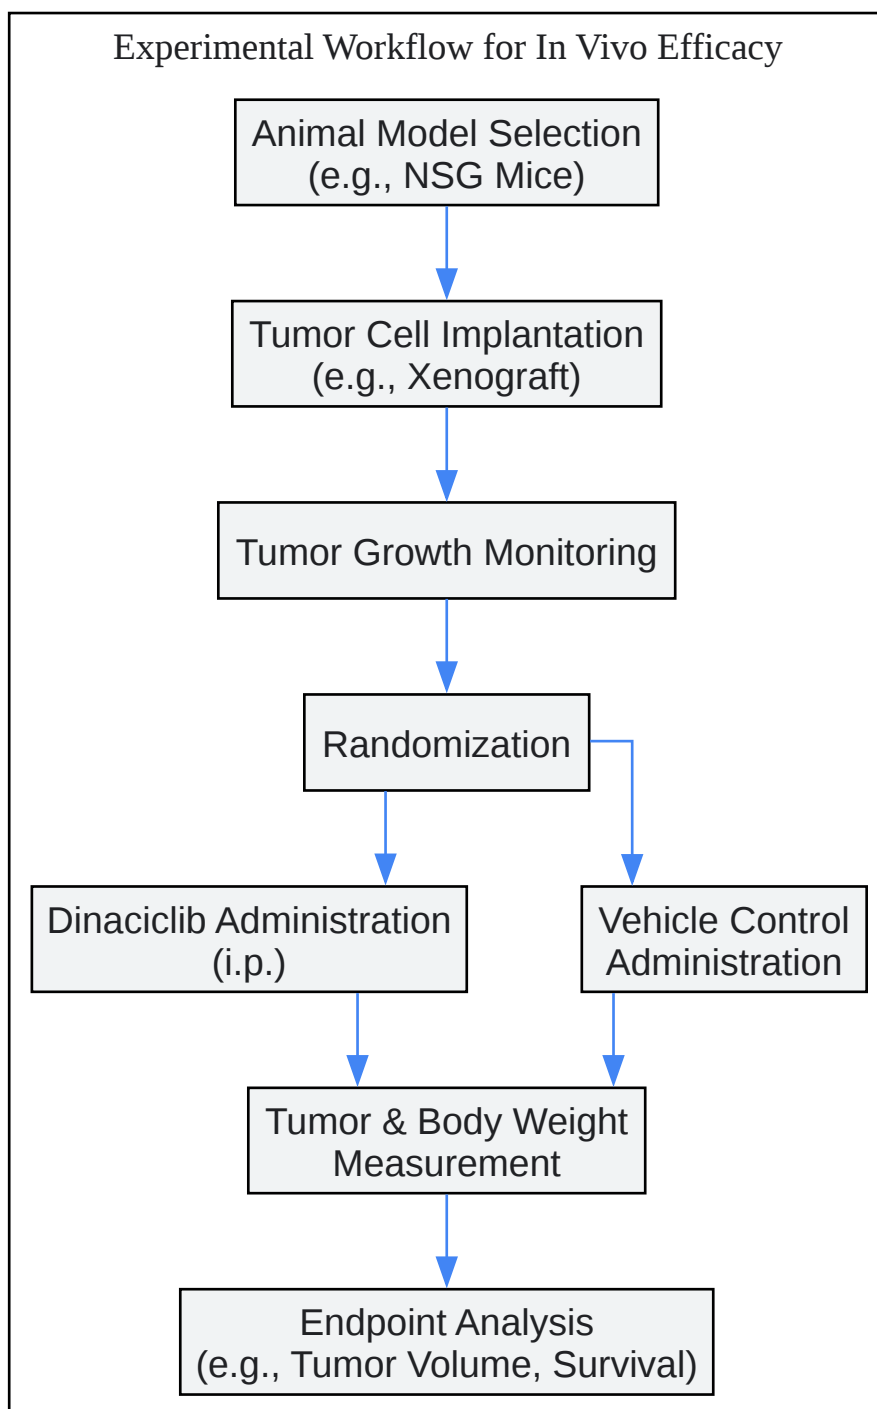 Experimental Workflow for In Vivo Efficacy
Animal Model Selection
(e.g., NSG Mice)
Tumor Cell Implantation
(e.g., Xenograft)
Tumor Growth Monitoring
Randomization
Dinaciclib Administration
(i.p.)
Vehicle Control
Administration
Tumor & Body Weight
Measurement
Endpoint Analysis
(e.g., Tumor Volume, Survival)